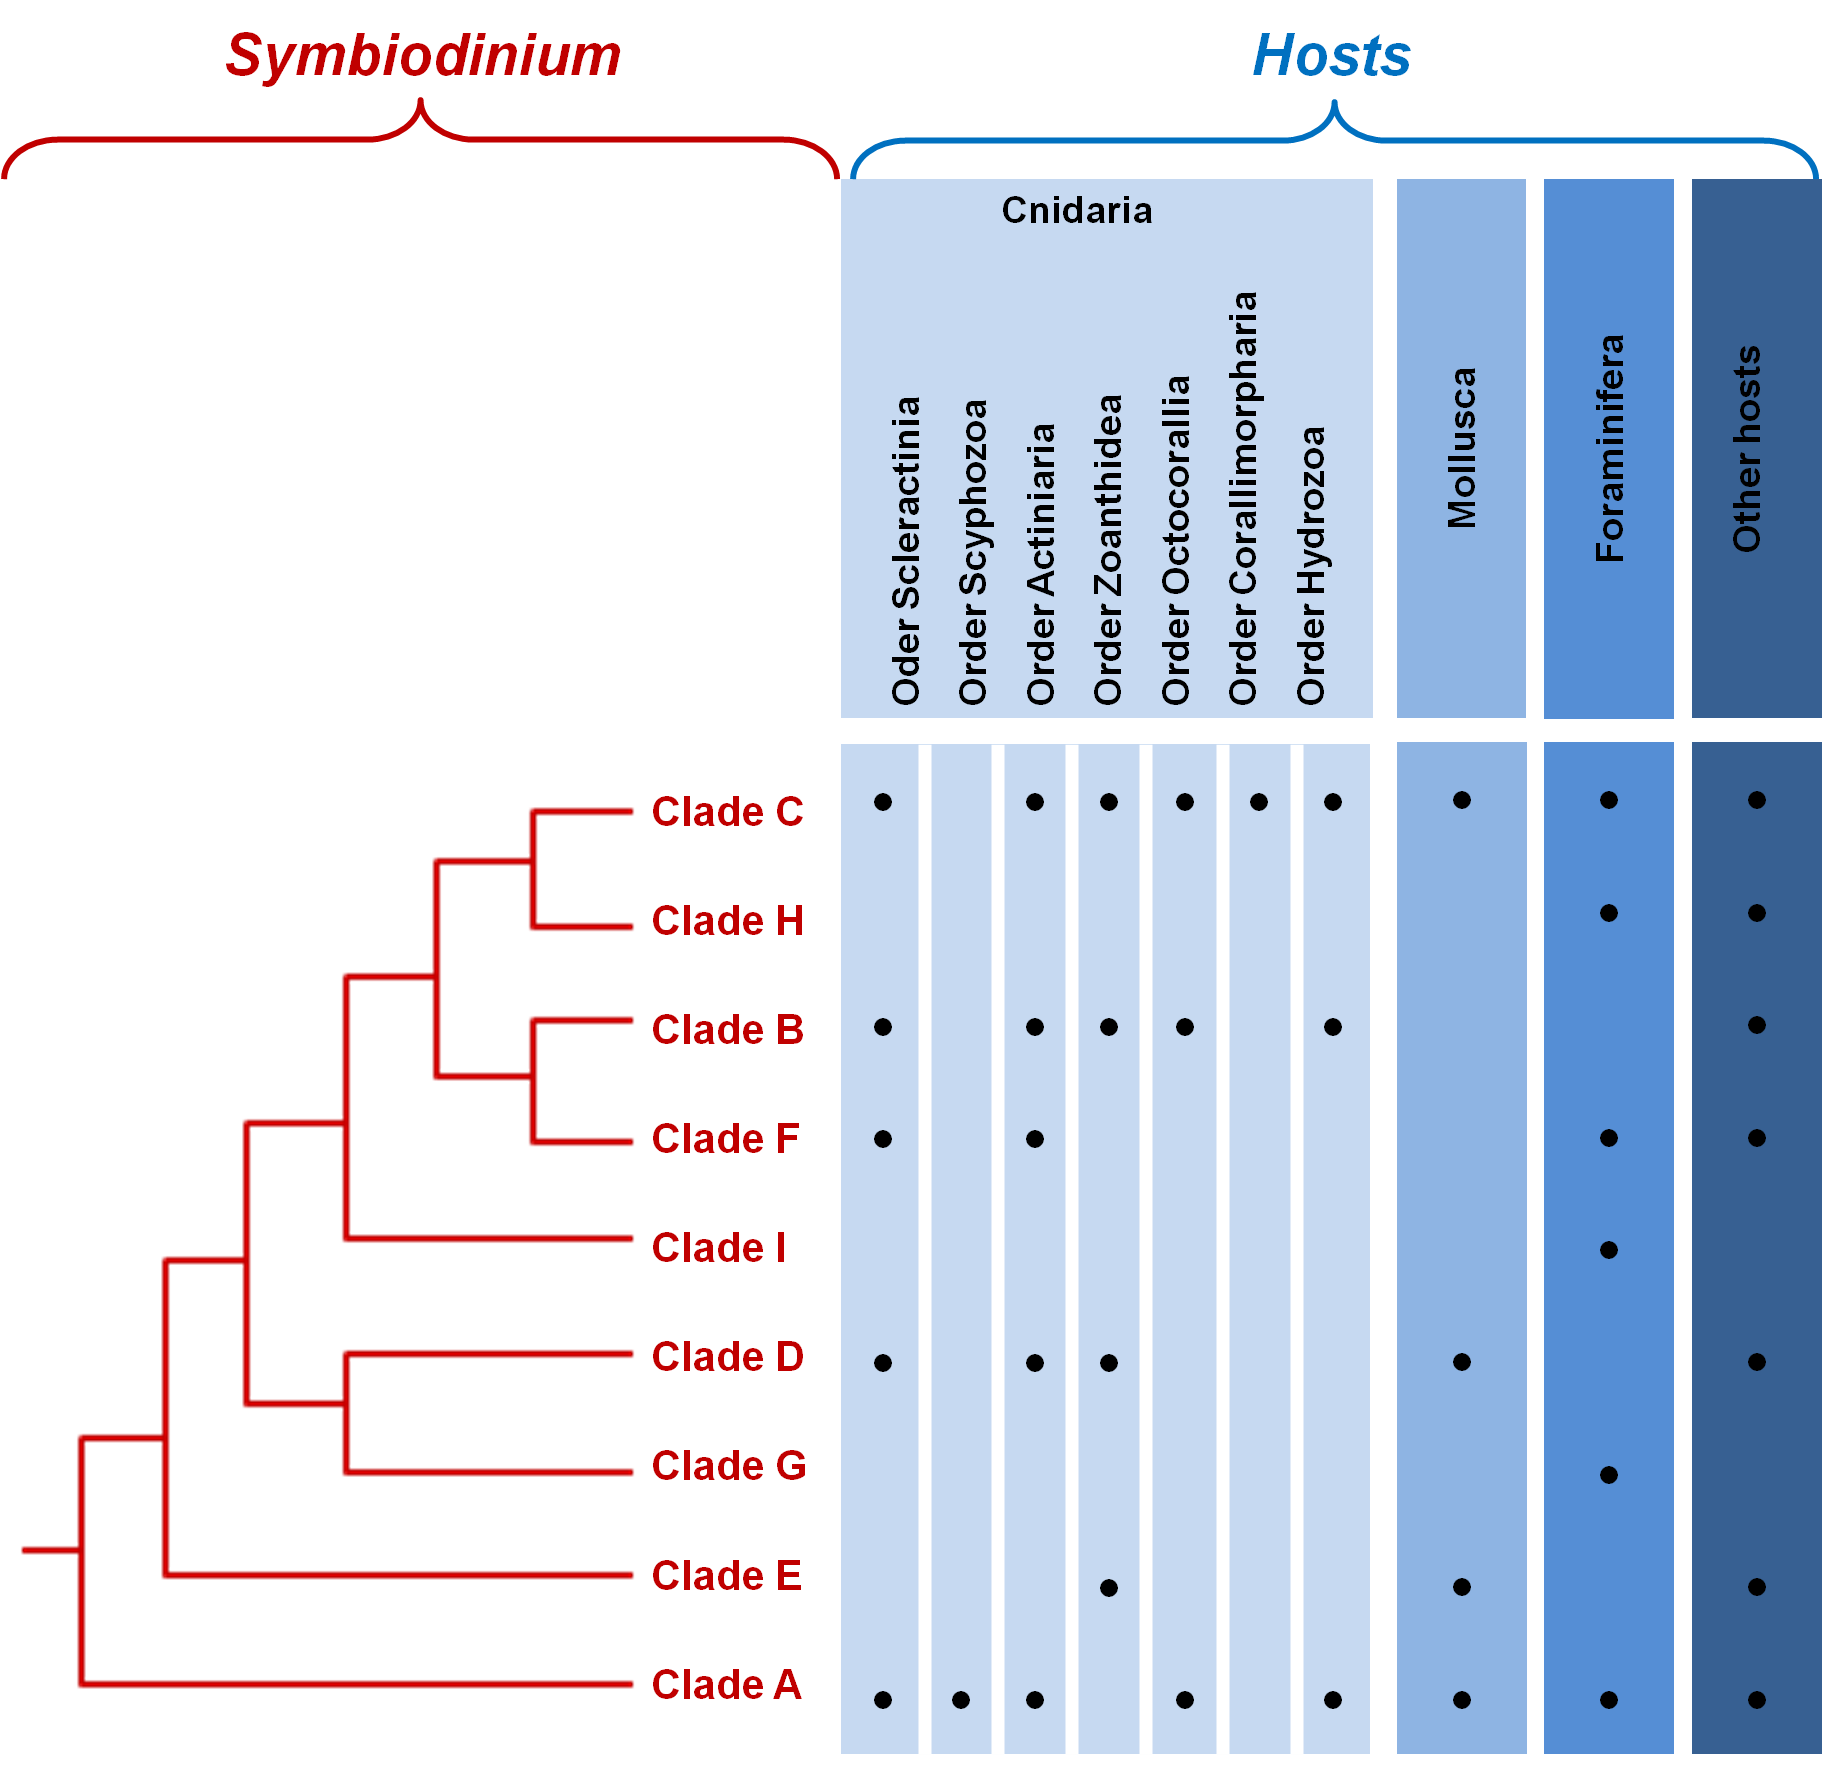 Symbiodinium
Hosts
Cnidaria
Oder Scleractinia
Order Scyphozoa
Order Actiniaria
Order Zoanthidea
Order Octocorallia
Order Corallimorpharia
Order Hydrozoa
Mollusca
Foraminifera
Other hosts
Clade C
Clade H
Clade B
Clade F
Clade I
Clade D
Clade G
Clade E
Clade A